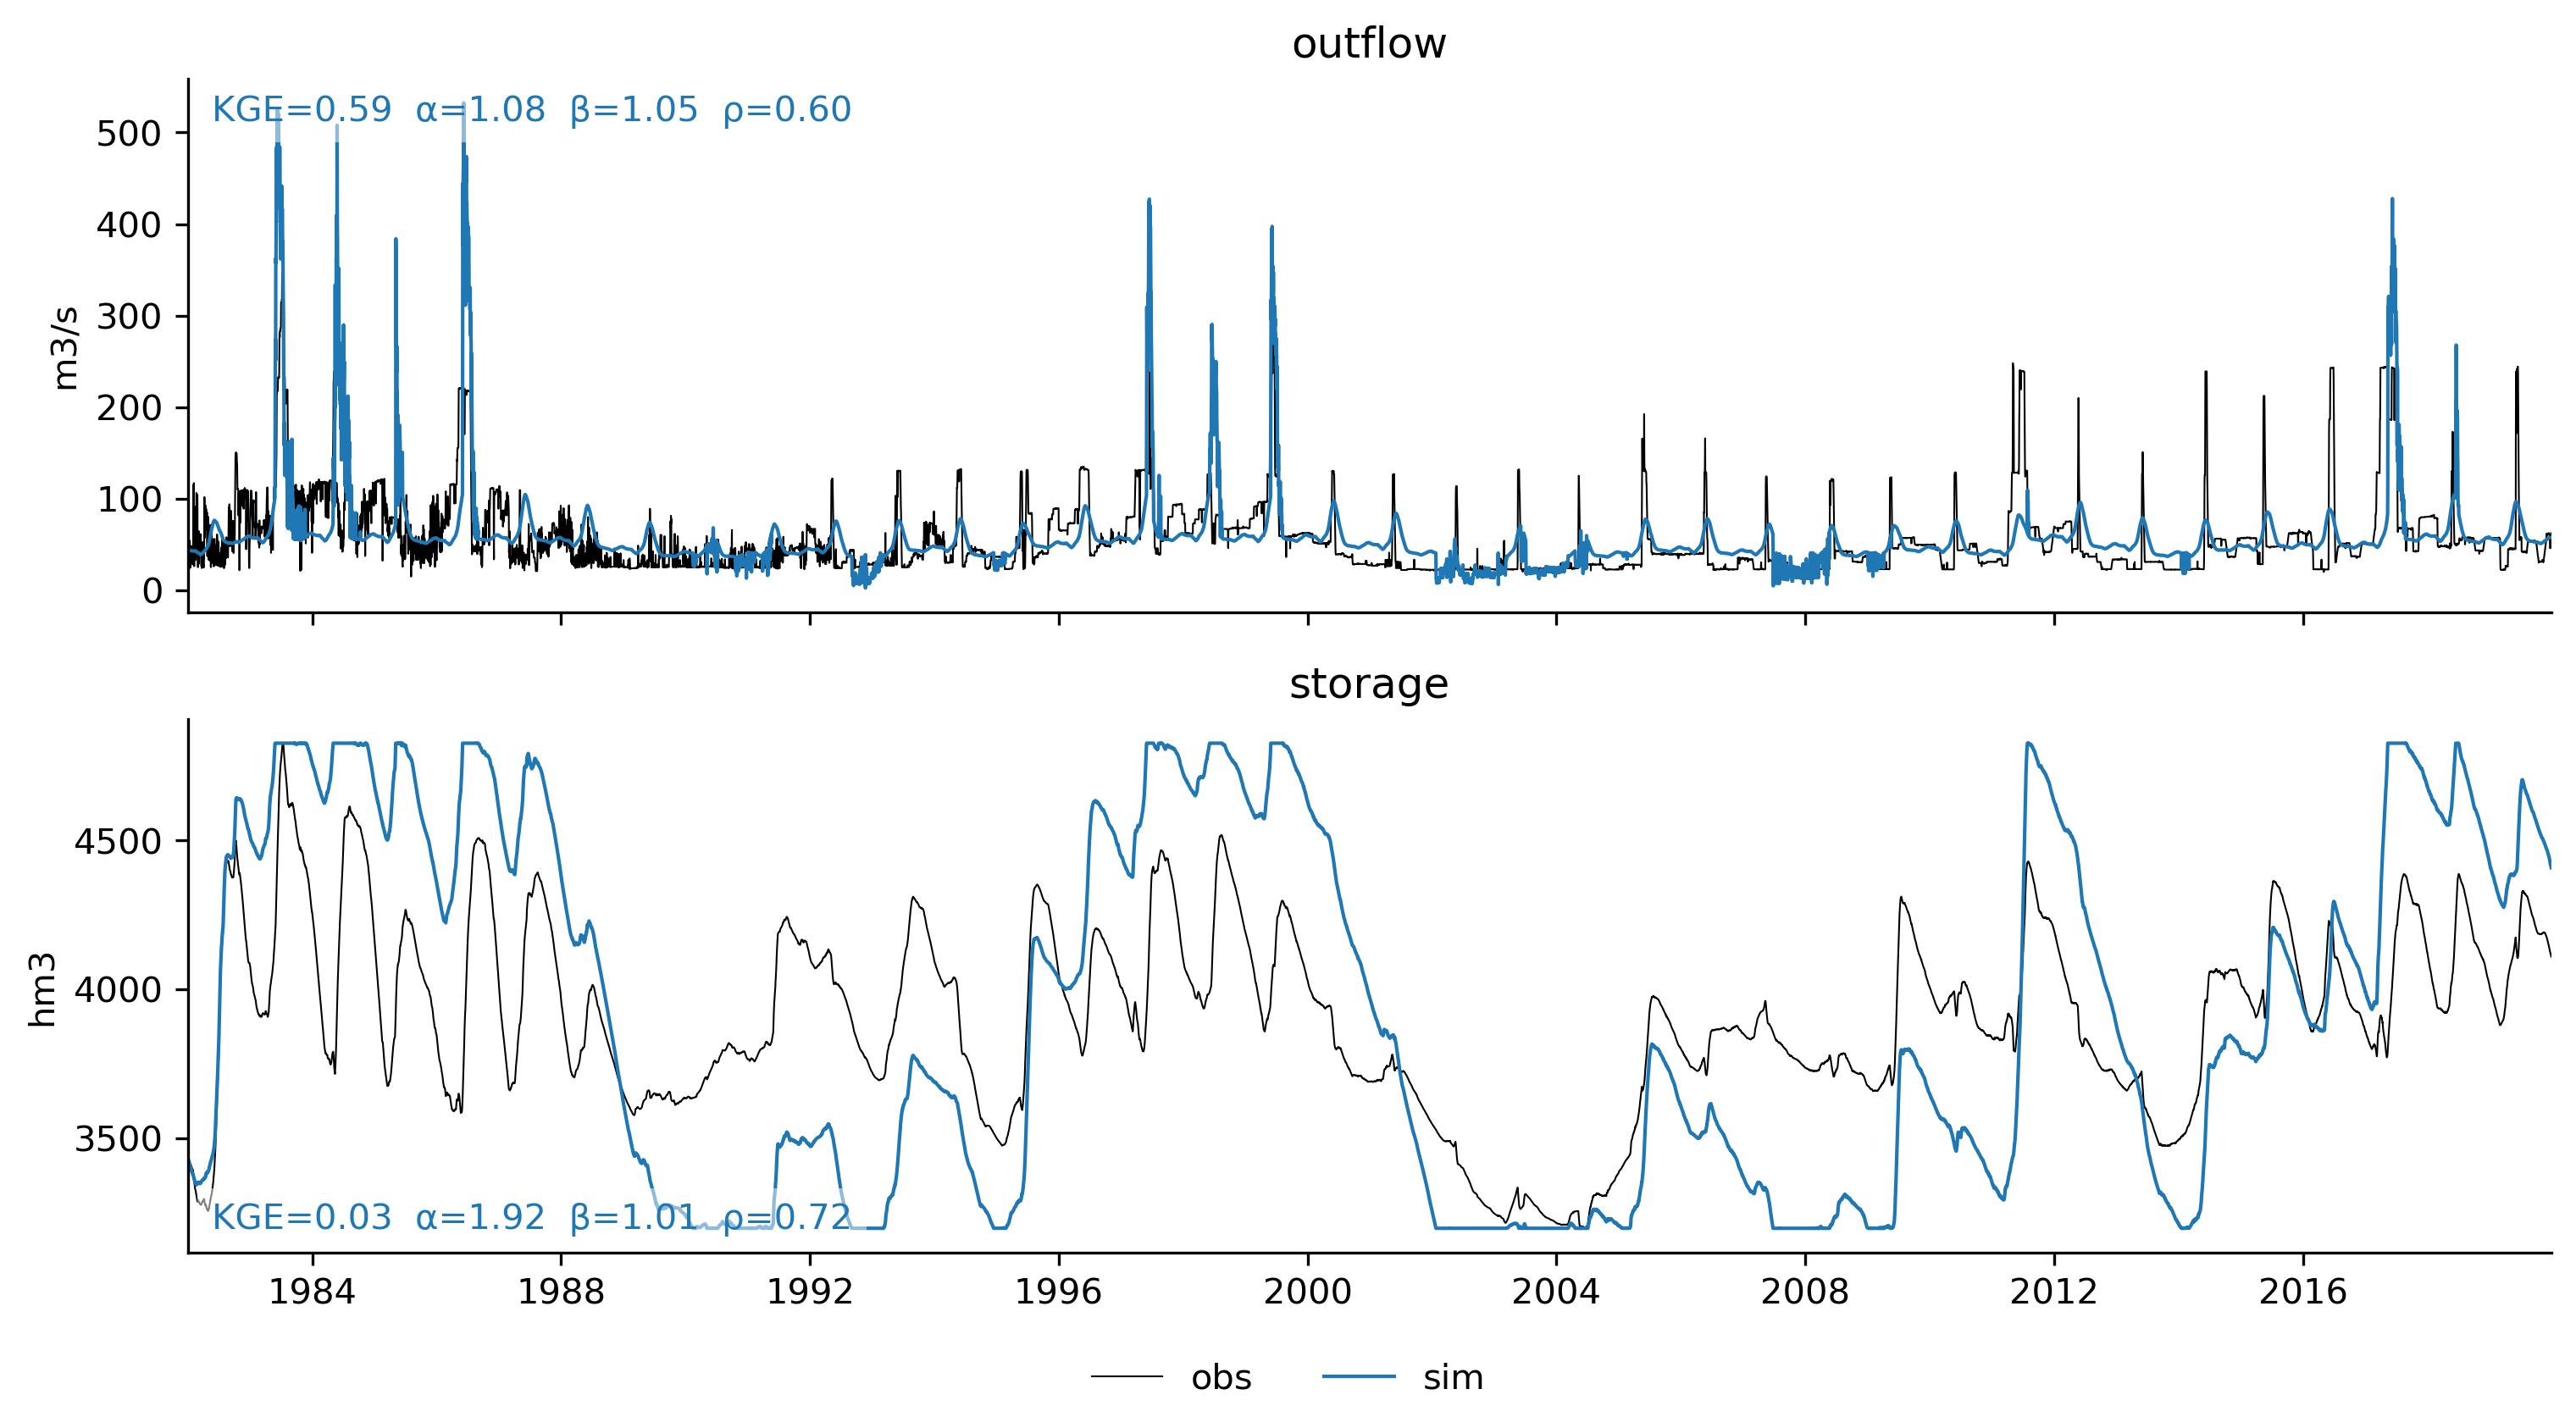 outflow
KGE=0.59 α=1.08 β=1.05 ρ=0.60
500
400
300
200
100
0
m3/s
storage
4500
4000
3500
hm3
KGE=0.03 α=1.92 β=1.01 ρ=0.72
1984 1988 1992 1996 2000 2004 2008 2012 2016
obs sim